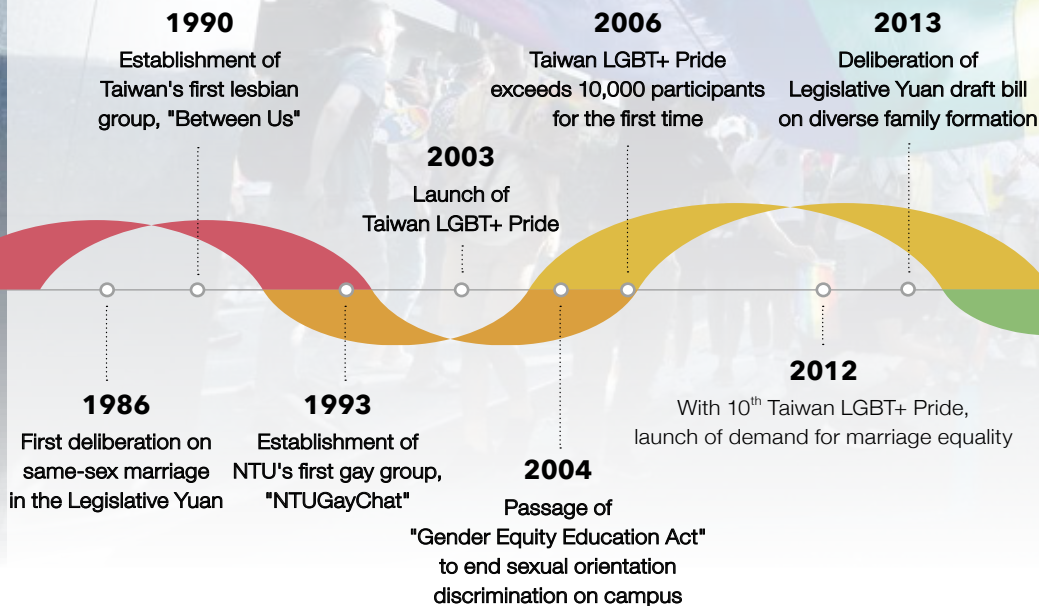 1990
Establishment of
Taiwan's first lesbian
group, "Between Us"
2003
Launch of
Taiwan LGBT+ Pride
2006
Taiwan LGBT+ Pride
exceeds 10,000 participants
for the first time
2013
Deliberation of
Legislative Yuan draft bill
on diverse family formation
1986
First deliberation on
same-sex marriage
in the Legislative Yuan
1993
Establishment of
NTU's first gay group,
"NTUGayChat"
2004
Passage of
"Gender Equity Education Act"
to end sexual orientation
discrimination on campus
2012
With 10th Taiwan LGBT+ Pride,
launch of demand for marriage equality